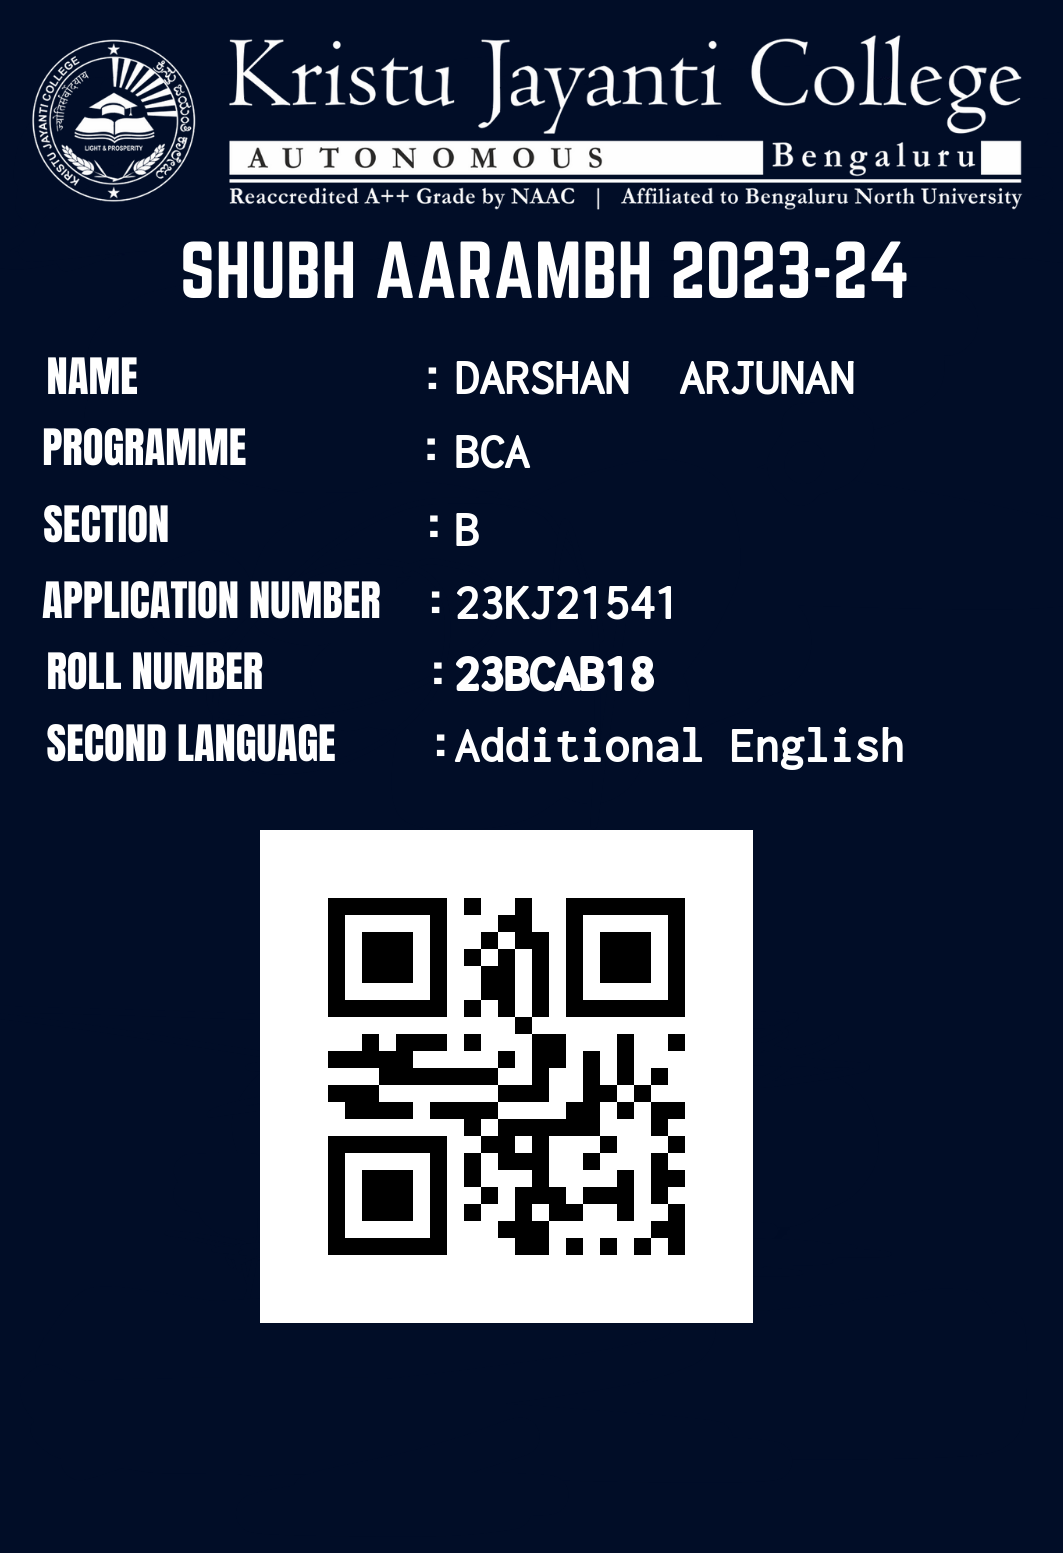 Kristu Jayanti College
AUTONOMOUS Bengaluru
Reaccredited A++ Grade by NAAC | Affiliated to Bengaluru North University
KRISTU JAYANTI COLLEGE
LIGHT & PROSPERITY
SHUBH AARAMBH 2023-24
NAME : DARSHAN ARJUNAN
PROGRAMME : BCA
SECTION : B
APPLICATION NUMBER : 23KJ21541
ROLL NUMBER : 23BCAB18
SECOND LANGUAGE : Additional English